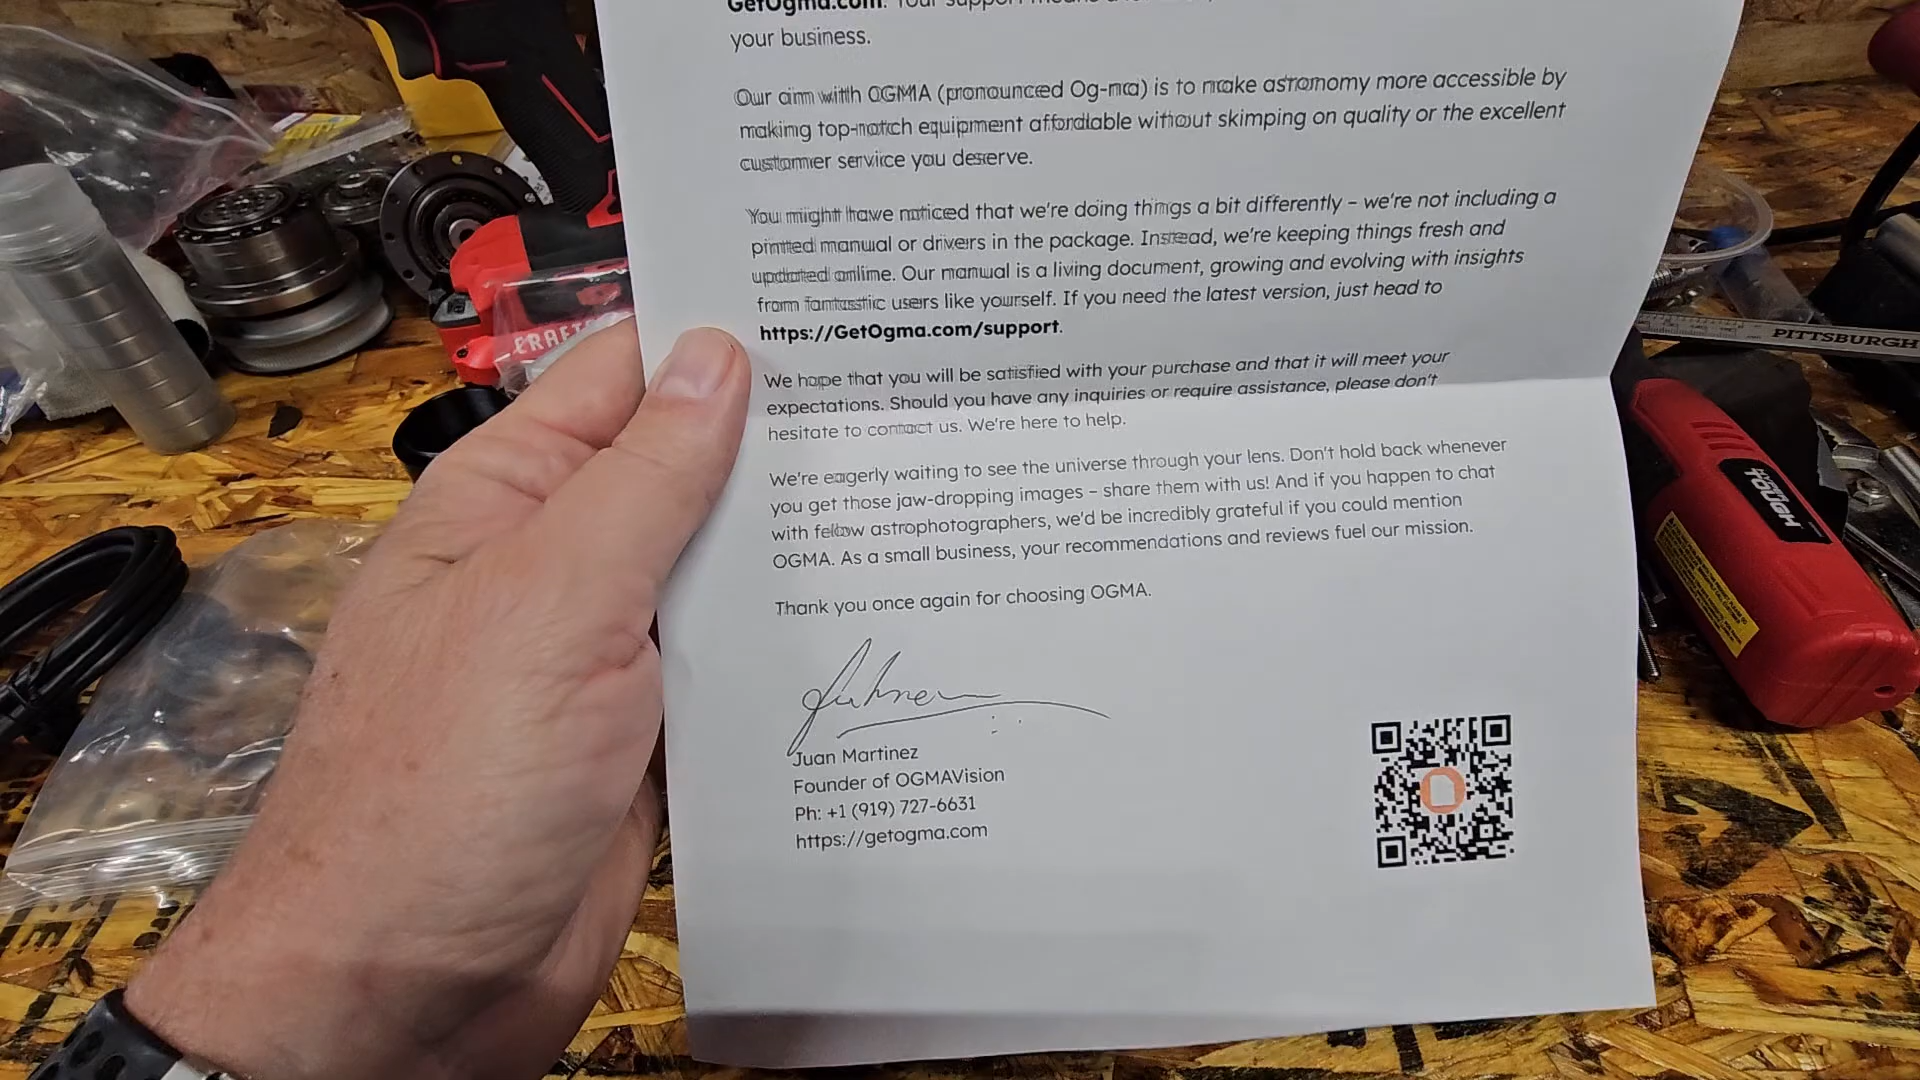 GetOgma.com. Your support means a
your business.
Our aim with OGMA (pronounced Og-ma) is to make astronomy more accessible by
making top-notch equipment affordable without skimping on quality or the excellent
customer service you deserve.
You might have noticed that we're doing things a bit differently – we're not including a
printed manual or drivers in the package. Instead, we're keeping things fresh and
updated online. Our manual is a living document, growing and evolving with insights
from fantastic users like yourself. If you need the latest version, just head to
https://GetOgma.com/support.
We hope that you will be satisfied with your purchase and that it will meet your
expectations. Should you have any inquiries or require assistance, please don't
hesitate to contact us. We're here to help.
We're eagerly waiting to see the universe through your lens. Don't hold back whenever
you get those jaw-dropping images – share them with us! And if you happen to chat
with fellow astrophotographers, we'd be incredibly grateful if you could mention
OGMA. As a small business, your recommendations and reviews fuel our mission.
Thank you once again for choosing OGMA.
Juan Martinez
Founder of OGMAVision
Ph: +1 (919) 727-6631
https://getogma.com
PITTSBURGH
TOUGH